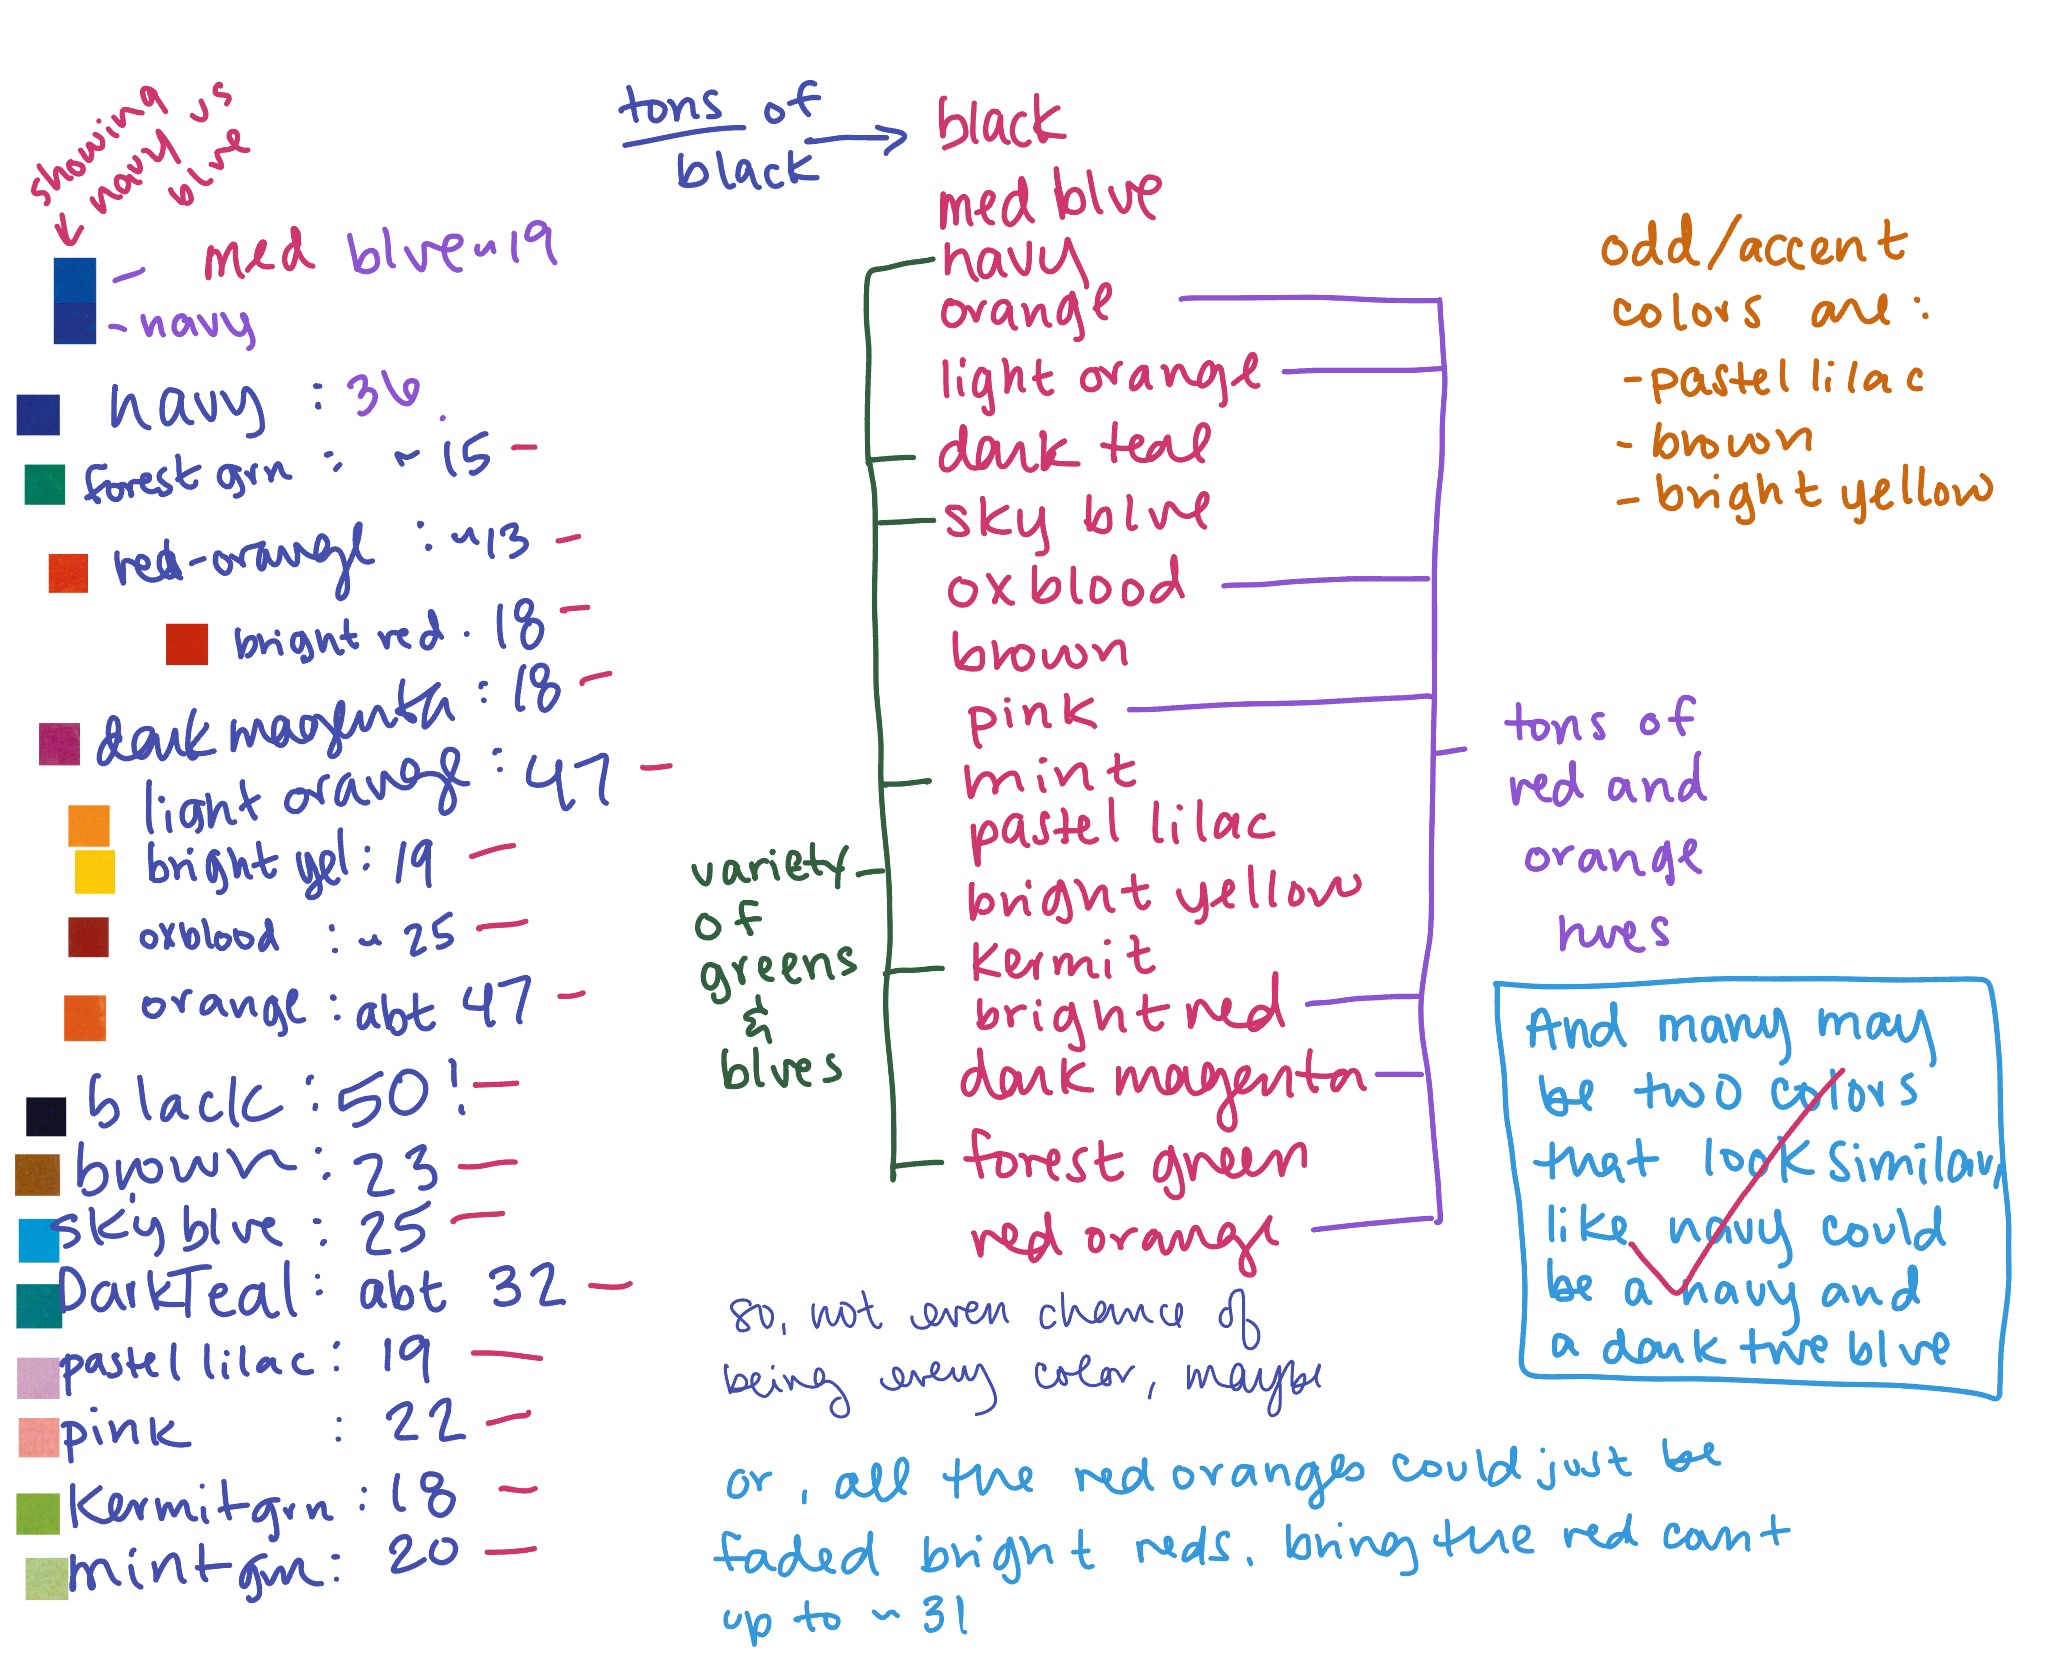 showing
navy vs
blue
med blue ~ 19
- navy
navy : 36
forest grn : ~ 15 -
red-orange : ~13 -
bright red . 18 -
dark magenta : 18 -
light orange : 47 -
bright yel : 19 -
oxblood : ~ 25 -
orange : abt 47 -
black : 50! -
brown : 23 -
sky blue : 25 -
Dark Teal : abt 32 -
pastel lilac : 19 -
pink : 22 -
Kermit grn : 18 -
mint grn : 20 -
tons of
black →
black
med blue
navy
orange
light orange
dark teal
sky blue
oxblood
brown
pink
mint
pastel lilac
bright yellow
Kermit
bright red
dark magenta
forest green
red orange
variety
of
greens
&
blues
odd/accent
colors are :
- pastel lilac
- brown
- bright yellow
tons of
red and
orange
hues
And many may
be two colors
that look similar,
like navy could
be a navy and
a dark true blue
so, not even chance of
being every color, maybe
or, all the red oranges could just be
faded bright reds. bring the red count
up to ~ 31